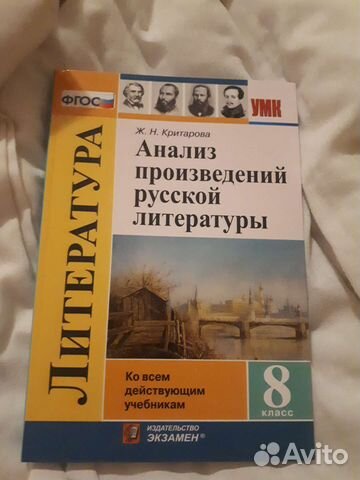 ФГОС
УМК
Ж. Н. Критарова
Анализ
произведений
русской
литературы
ЛИТЕРАТУРА
Ко всем
действующим
учебникам
8
класс
ИЗДАТЕЛЬСТВО
ЭКЗАМЕН®
Avito